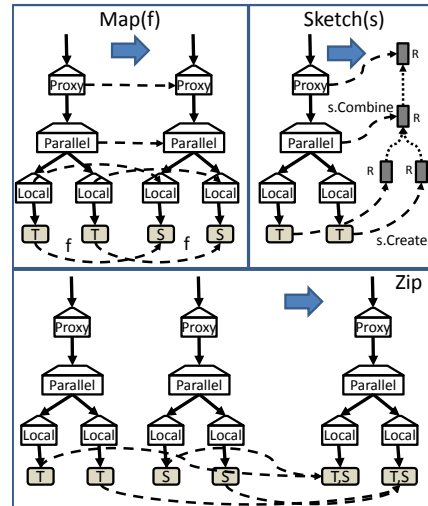 Map(f)
Proxy Proxy
Parallel Parallel
Local Local Local Local
T T S S
f f
Sketch(s)
Proxy R
s.Combine R
Parallel
R R
Local Local
T T
s.Create
Zip
Proxy Proxy Proxy
Parallel Parallel Parallel
Local Local Local Local Local Local
T T S S T,S T,S